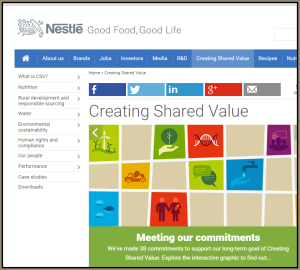 Nestlé Good Food, Good Life
About us Brands Jobs Investors Media R&D Creating Shared Value Recipes
What is CSV?
Nutrition
Rural development and
responsible sourcing
Water
Environmental
sustainability
Human rights and
compliance
Our people
Performance
Case studies
Downloads
Home > Creating Shared Value
f
in
g+
Creating Shared Value
Meeting our commitments
We've made 38 commitments to support our long-term goal of Creating
Shared Value. Explore the interactive graphic to find out...